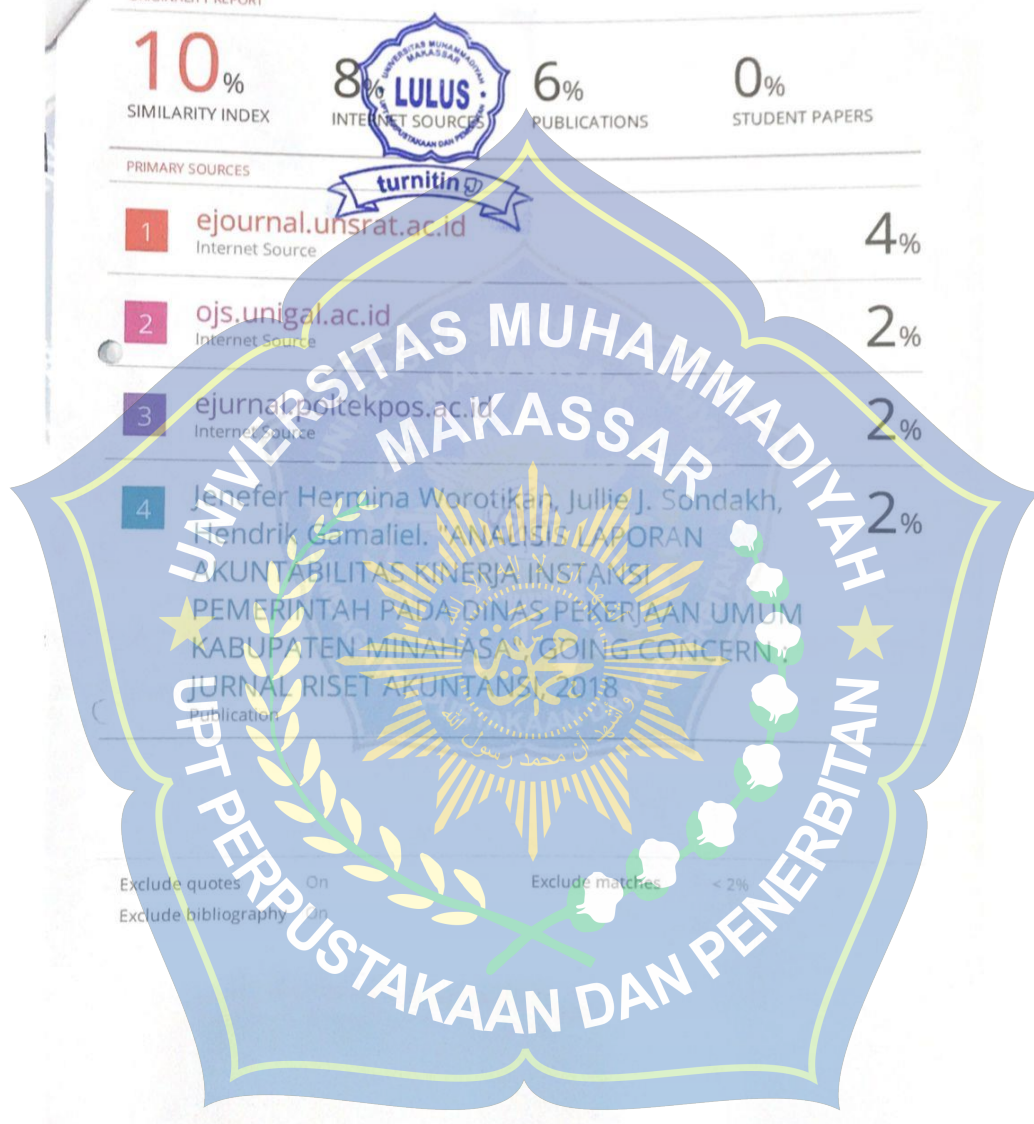 10%
SIMILARITY INDEX
8%
INTERNET SOURCES
6%
PUBLICATIONS
0%
STUDENT PAPERS
UNIVERSITAS MUHAMMADIYAH
MAKASSAR
LULUS
turnitin
PRIMARY SOURCES
1
ejournal.unsrat.ac.id
Internet Source
4%
2
ojs.unigal.ac.id
Internet Source
2%
3
ejurnal.poltekpos.ac.id
Internet Source
2%
4
Jenefer Hermina Worotikan, Jullie J. Sondakh,
Hendrik Gamaliel. "ANALISIS LAPORAN
AKUNTABILITAS KINERJA INSTANSI
PEMERINTAH PADA DINAS PEKERJAAN UMUM
KABUPATEN MINAHASA", GOING CONCERN :
JURNAL RISET AKUNTANSI, 2018
Publication
2%
Exclude quotes On
Exclude matches < 2%
Exclude bibliography On
UNIVERSITAS MUHAMMADIYAH
MAKASSAR
UPT PERPUSTAKAAN DAN PENERBITAN